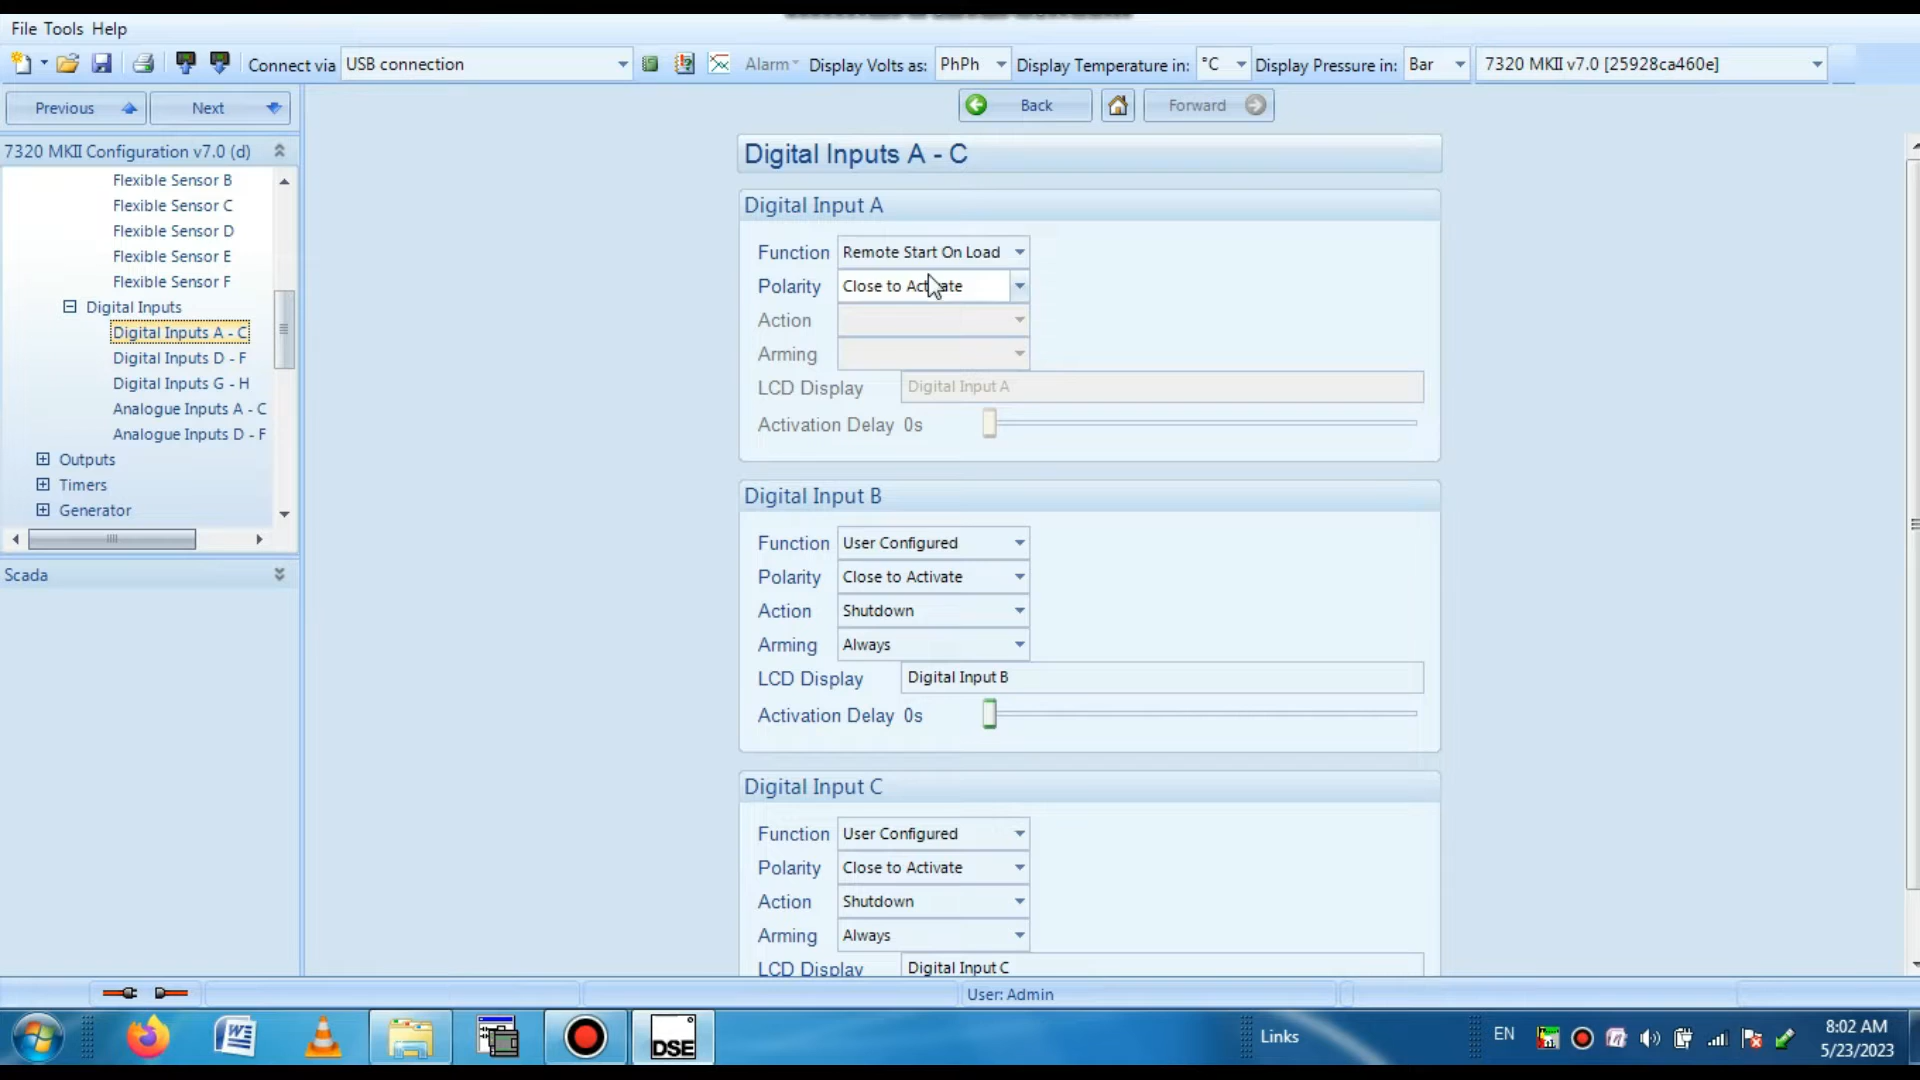 File Tools Help
Connect via USB connection Alarm Display Volts as: PhPh Display Temperature in: °C Display Pressure in: Bar 7320 MKII v7.0 [25928ca460e]
Previous Next
Back Forward
7320 MKII Configuration v7.0 (d)
Flexible Sensor B
Flexible Sensor C
Flexible Sensor D
Flexible Sensor E
Flexible Sensor F
Digital Inputs
Digital Inputs A - C
Digital Inputs D - F
Digital Inputs G - H
Analogue Inputs A - C
Analogue Inputs D - F
Outputs
Timers
Generator
Scada
Digital Inputs A - C
Digital Input A
Function Remote Start On Load
Polarity Close to Activate
Action
Arming
LCD Display Digital Input A
Activation Delay 0s
Digital Input B
Function User Configured
Polarity Close to Activate
Action Shutdown
Arming Always
LCD Display Digital Input B
Activation Delay 0s
Digital Input C
Function User Configured
Polarity Close to Activate
Action Shutdown
Arming Always
LCD Display Digital Input C
User: Admin
DSE
Links
EN
8:02 AM
5/23/2023